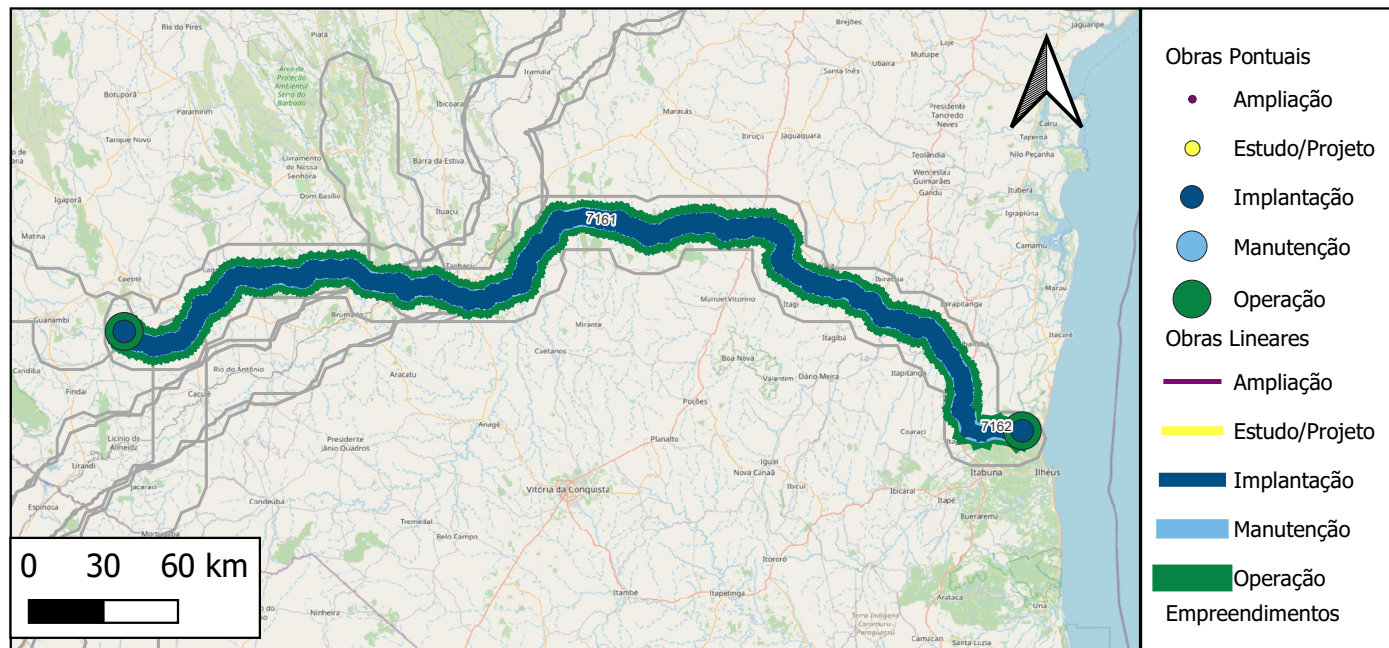 Rio do Pires
Piatã
Brejões
Jaguaripe
Laje
Mutuípe
Ubaíra
Iramaia
Santa Inês
Área de
Proteção
Ambiental
Serra do
Barbado
Botuporã
Paramirim
Ibicoara
Maracás
Presidente
Tancredo
Neves
Cairu
Taperoá
Tanque Novo
Itiruçu
Jaguaquara
Nilo Peçanha
Livramento
de Nossa
Senhora
Barra da Estiva
Teolândia
Wenceslau
Guimarães
Gandu
Ituberá
Igaporã
Dom Basílio
Ituaçu
Igrapiúna
7161
Matina
Camamu
Tanhaçu
Caetité
Ibirataia
Maraú
Manoel Vitorino
Itagi
Ibirapitanga
Guanambi
Brumado
Mirante
Itacaré
Itagibá
Caetanos
Boa Nova
Candiba
Rio do Antônio
Aracatu
Dário Meira
Itapitanga
Pindaí
Caculé
Poções
Anagé
Planalto
Coaraci
7162
Licínio de
Almeida
Presidente
Jânio Quadros
Iguaí
Nova Canaã
Itabuna
Ilhéus
Urandi
Jacaraci
Condeúba
Vitória da Conquista
Ibicuí
Ibicaraí
Itapé
Espinosa
Buerarema
Tremedal
Belo Campo
Itororó
Itambé
Itapetinga
Una
Arataca
Ninheira
Terra Indígena
Caramuru-
Paraguassu
Camacan
Santa Luzia
0 30 60 km
Obras Pontuais
Ampliação
Estudo/Projeto
Implantação
Manutenção
Operação
Obras Lineares
Ampliação
Estudo/Projeto
Implantação
Manutenção
Operação
Empreendimentos